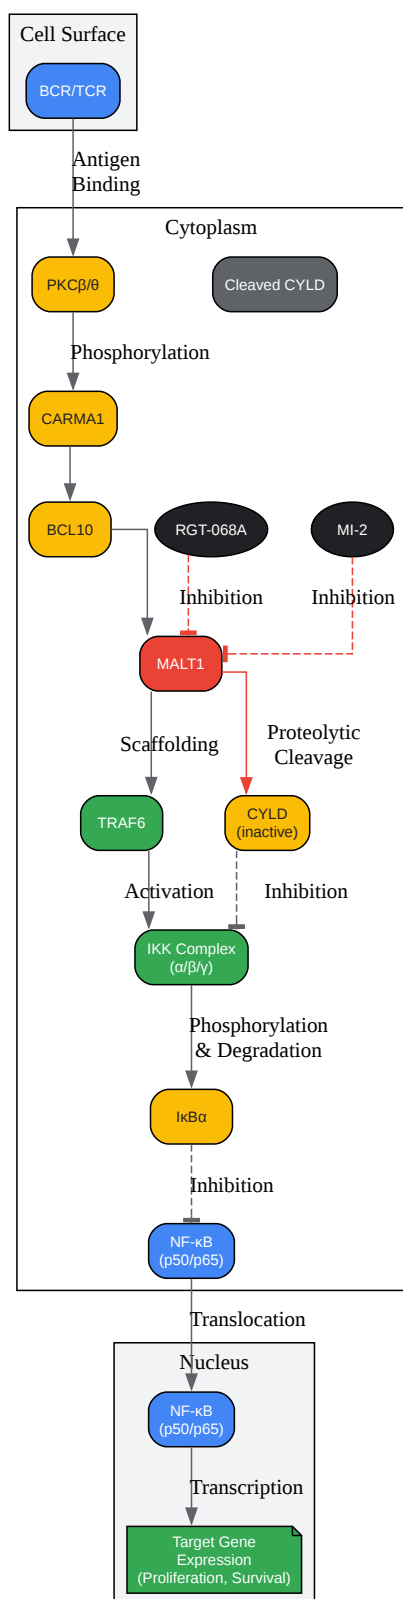 Cell Surface
BCR/TCR
Antigen
Binding
Cytoplasm
PKCβ/θ
Cleaved CYLD
Phosphorylation
CARMA1
BCL10
RGT-068A
MI-2
Inhibition
Inhibition
MALT1
Scaffolding
Proteolytic
Cleavage
TRAF6
CYLD
(inactive)
Activation
Inhibition
IKK Complex
(α/β/γ)
Phosphorylation
& Degradation
IκBα
Inhibition
NF-κB
(p50/p65)
Translocation
Nucleus
NF-κB
(p50/p65)
Transcription
Target Gene
Expression
(Proliferation, Survival)